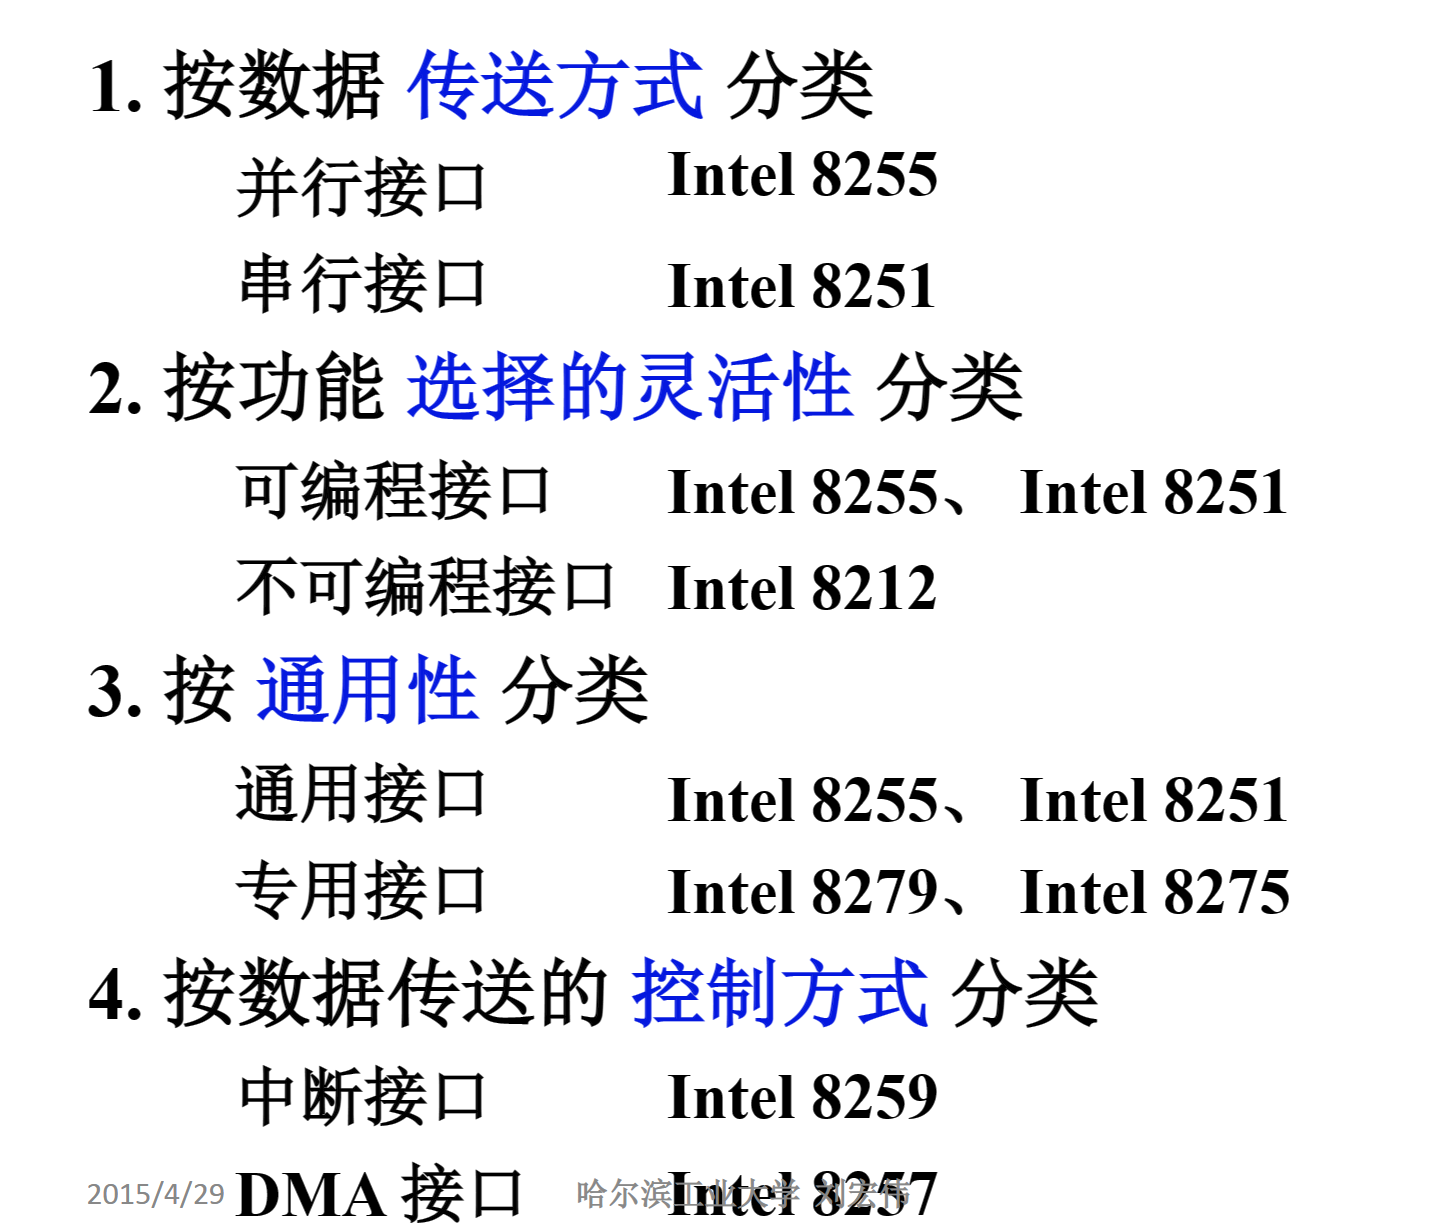 1. 按数据 传送方式 分类
并行接口 Intel 8255
串行接口 Intel 8251
2. 按功能 选择的灵活性 分类
可编程接口 Intel 8255、 Intel 8251
不可编程接口 Intel 8212
3. 按 通用性 分类
通用接口 Intel 8255、 Intel 8251
专用接口 Intel 8279、 Intel 8275
4. 按数据传送的 控制方式 分类
中断接口 Intel 8259
DMA 接口 Intel 8257
2015/4/29 哈尔滨工业大学 刘宏伟